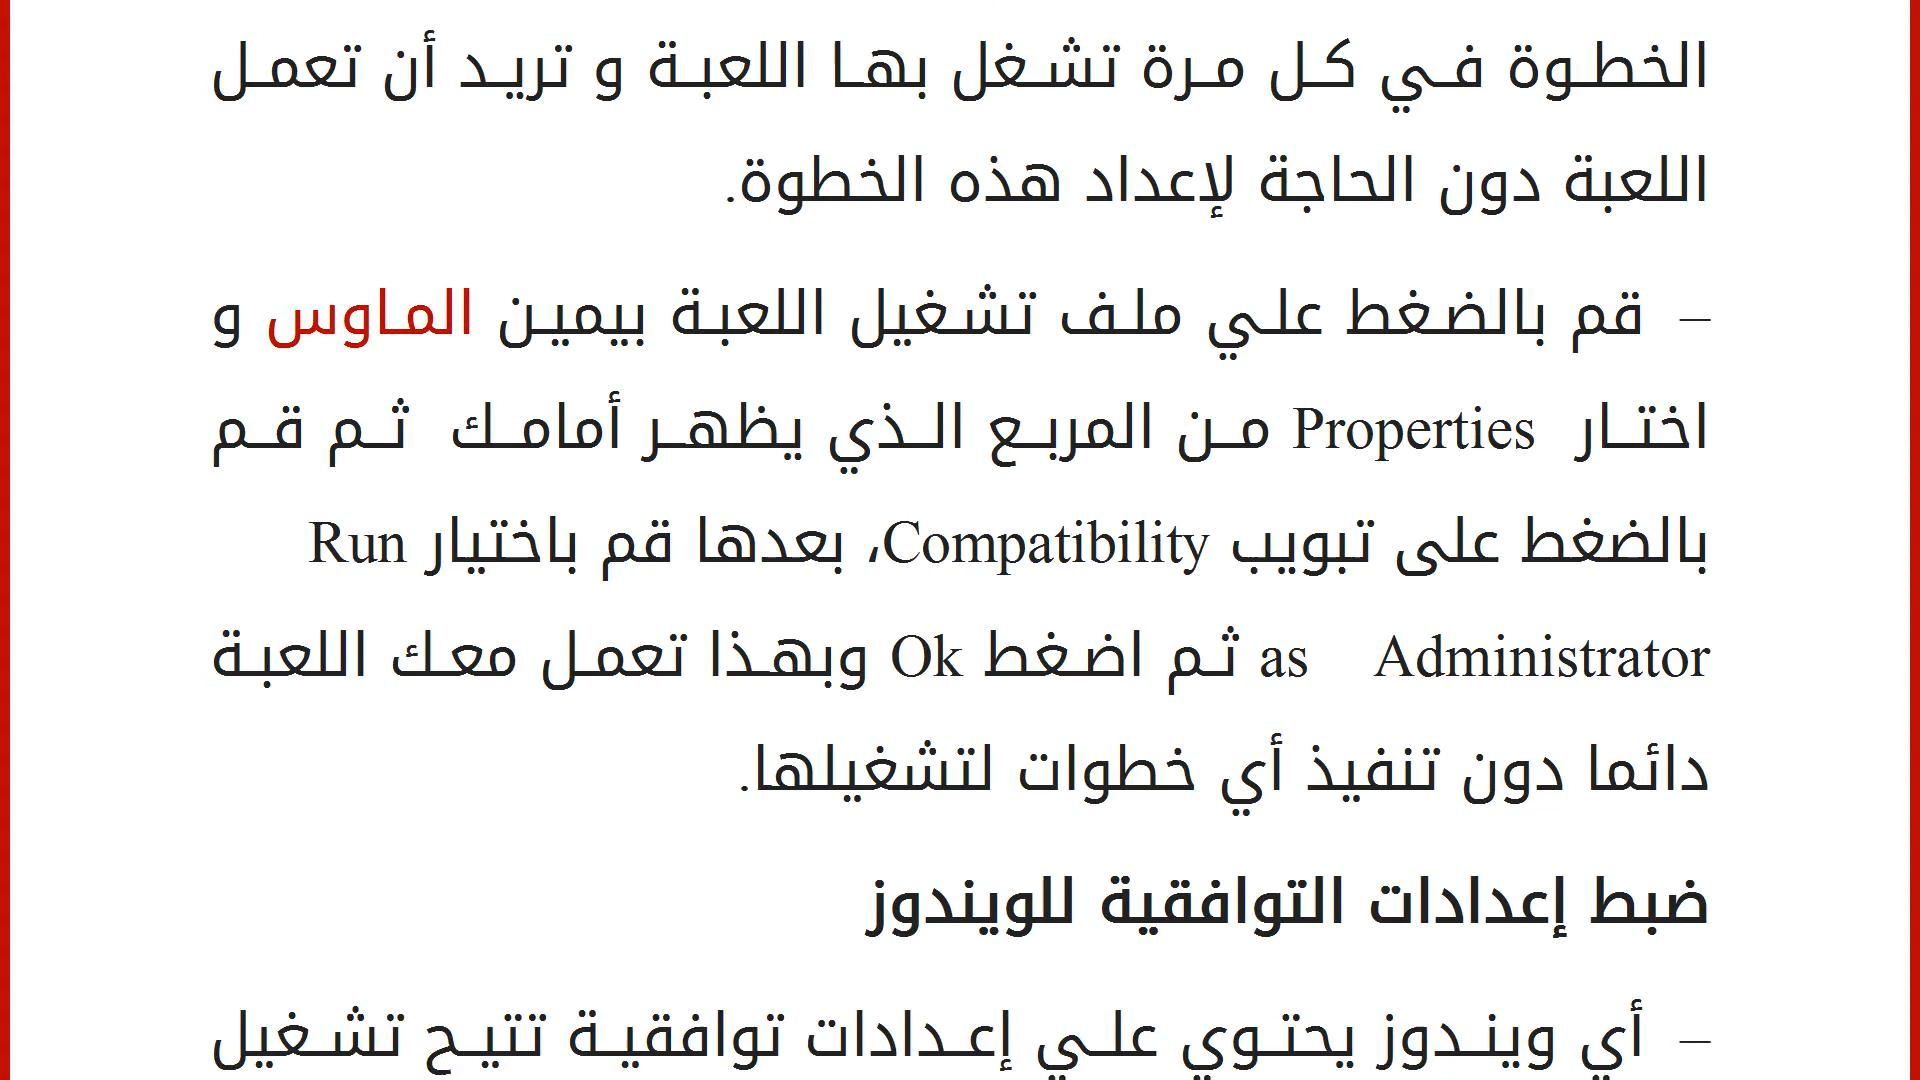 الخطوة في كل مرة تشغل بها اللعبة و تريد أن تعمل
اللعبة دون الحاجة لإعداد هذه الخطوة.
– قم بالضغط علي ملف تشغيل اللعبة بيمين الماوس و
اختار Properties من المربع الذي يظهر أمامك ثم قم
بالضغط على تبويب Compatibility، بعدها قم باختيار Run
as Administrator ثم اضغط Ok وبهذا تعمل معك اللعبة
دائما دون تنفيذ أي خطوات لتشغيلها.
ضبط إعدادات التوافقية للويندوز
– أي ويندوز يحتوي علي إعدادات توافقية تتيح تشغيل